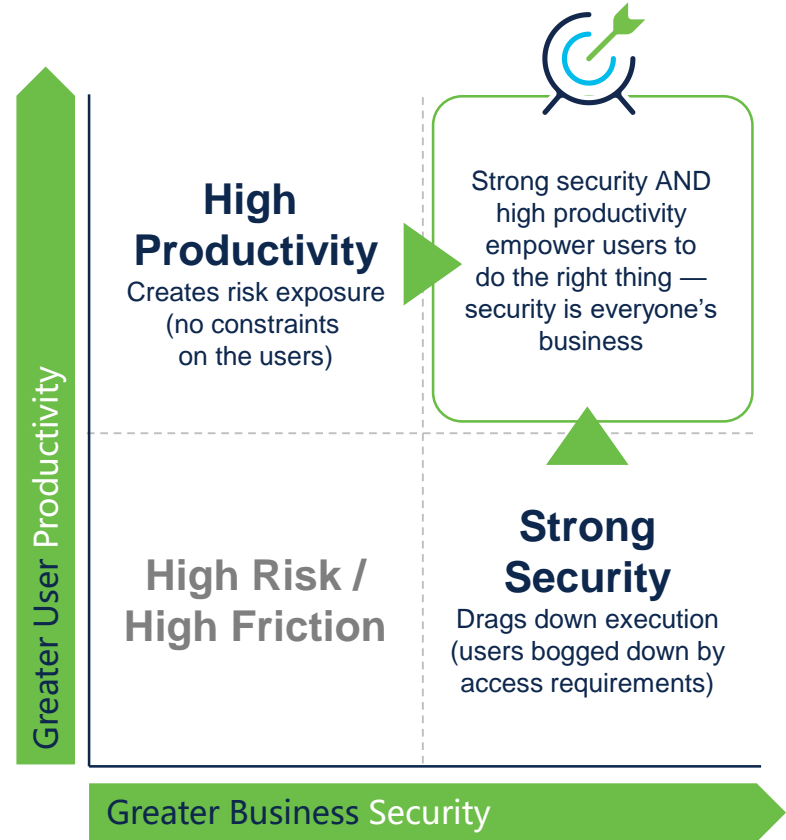 High
Productivity
Creates risk exposure
(no constraints
on the users)
Strong security AND
high productivity
empower users to
do the right thing —
security is everyone’s
business
High Risk /
High Friction
Strong
Security
Drags down execution
(users bogged down by
access requirements)
Greater User Productivity
Greater Business Security